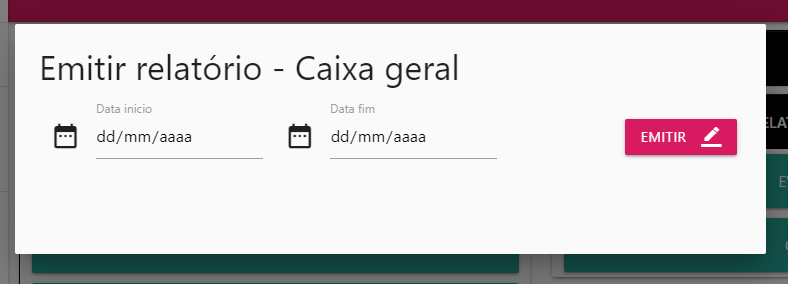 Emitir relatório - Caixa geral
Data inicio
Data fim
dd/mm/aaaa
dd/mm/aaaa
EMITIR